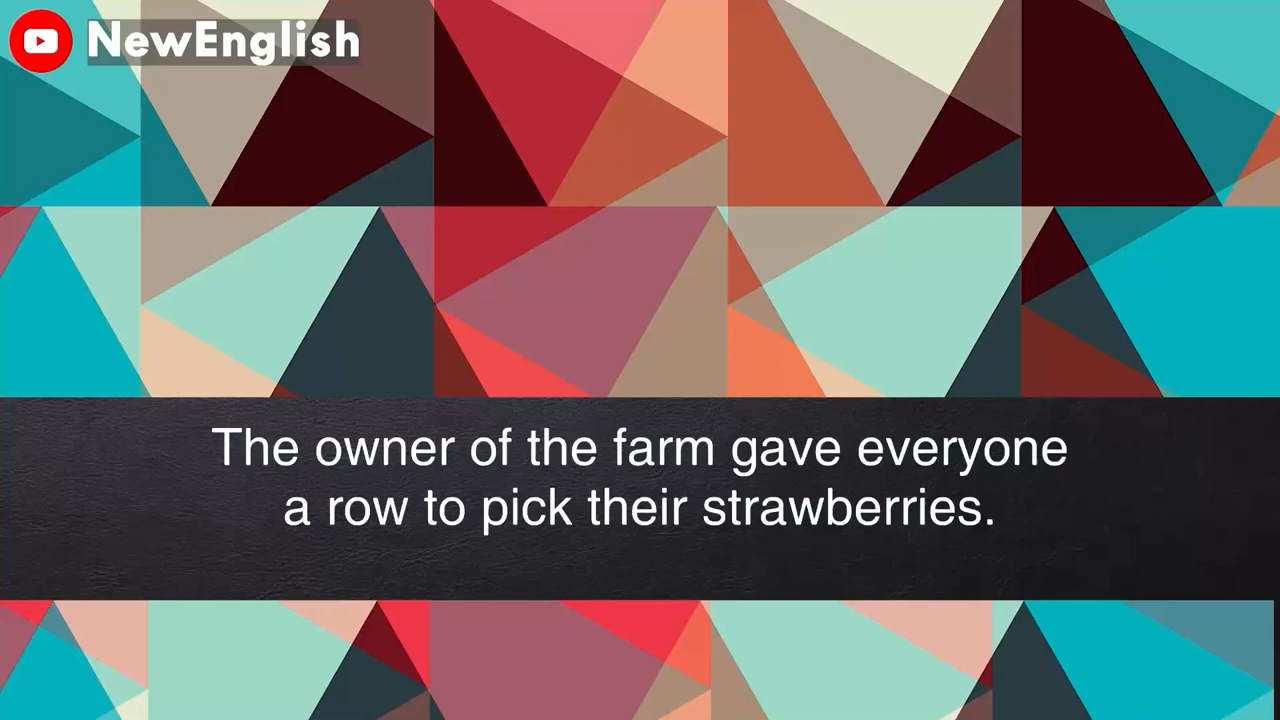 NewEnglish
The owner of the farm gave everyone
a row to pick their strawberries.